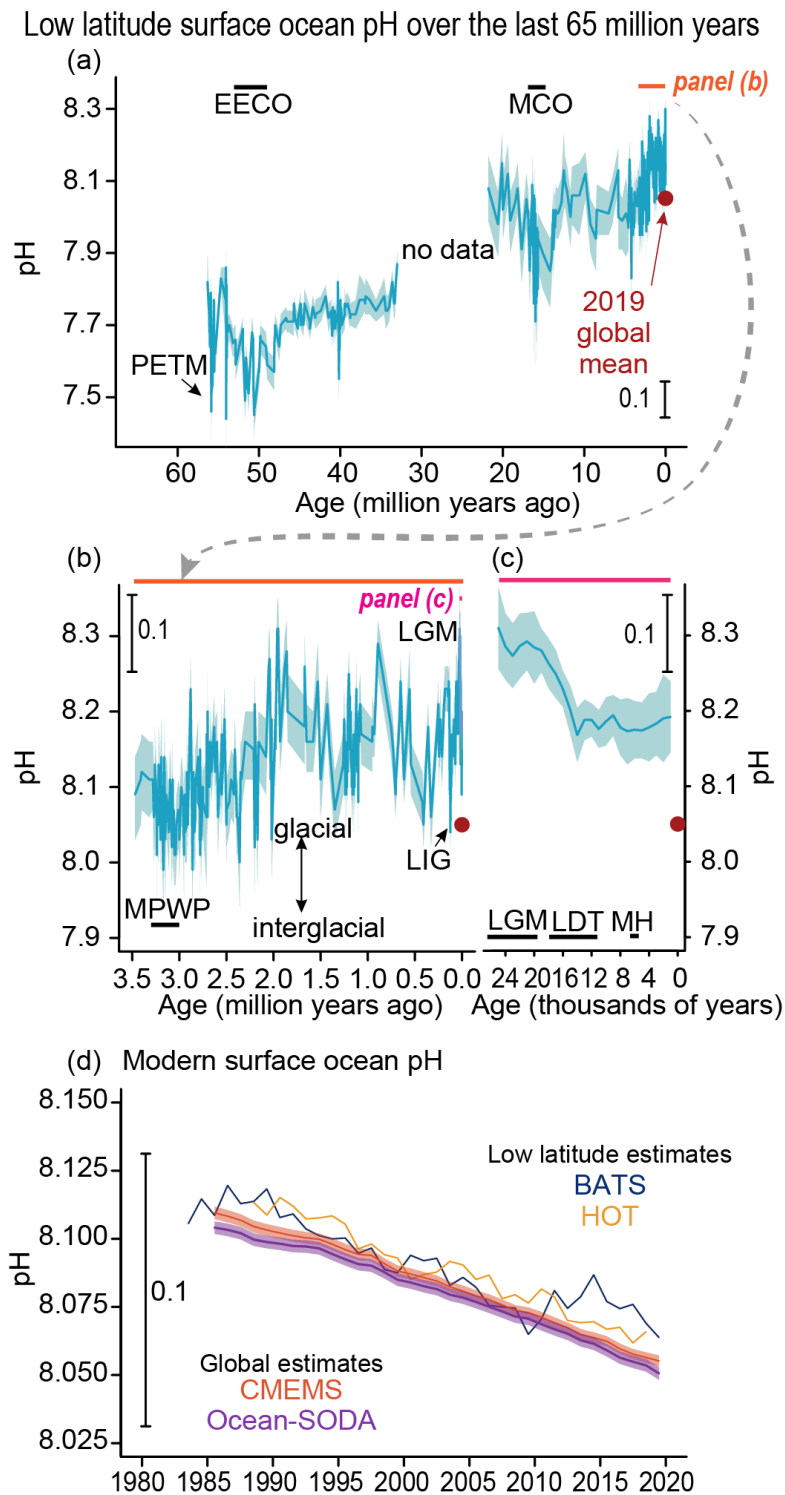 Low latitude surface ocean pH over the last 65 million years
(a)
EECO
MCO
panel (b)
8.3
8.1
7.9
7.7
7.5
pH
no data
PETM
2019
global
mean
0.1
60
50
40
30
20
10
0
Age (million years ago)
(b)
panel (c)
0.1
LGM
8.3
8.2
8.1
8.0
7.9
pH
glacial
interglacial
LIG
MPWP
3.5
3.0
2.5
2.0
1.5
1.0
0.5
0.0
Age (million years ago)
(c)
0.1
8.3
8.2
8.1
8.0
7.9
pH
LGM
LDT
MH
24
20
16
12
8
4
0
Age (thousands of years)
(d) Modern surface ocean pH
8.150
8.125
8.100
8.075
8.050
8.025
pH
0.1
Low latitude estimates
BATS
HOT
Global estimates
CMEMS
Ocean-SODA
1980
1985
1990
1995
2000
2005
2010
2015
2020